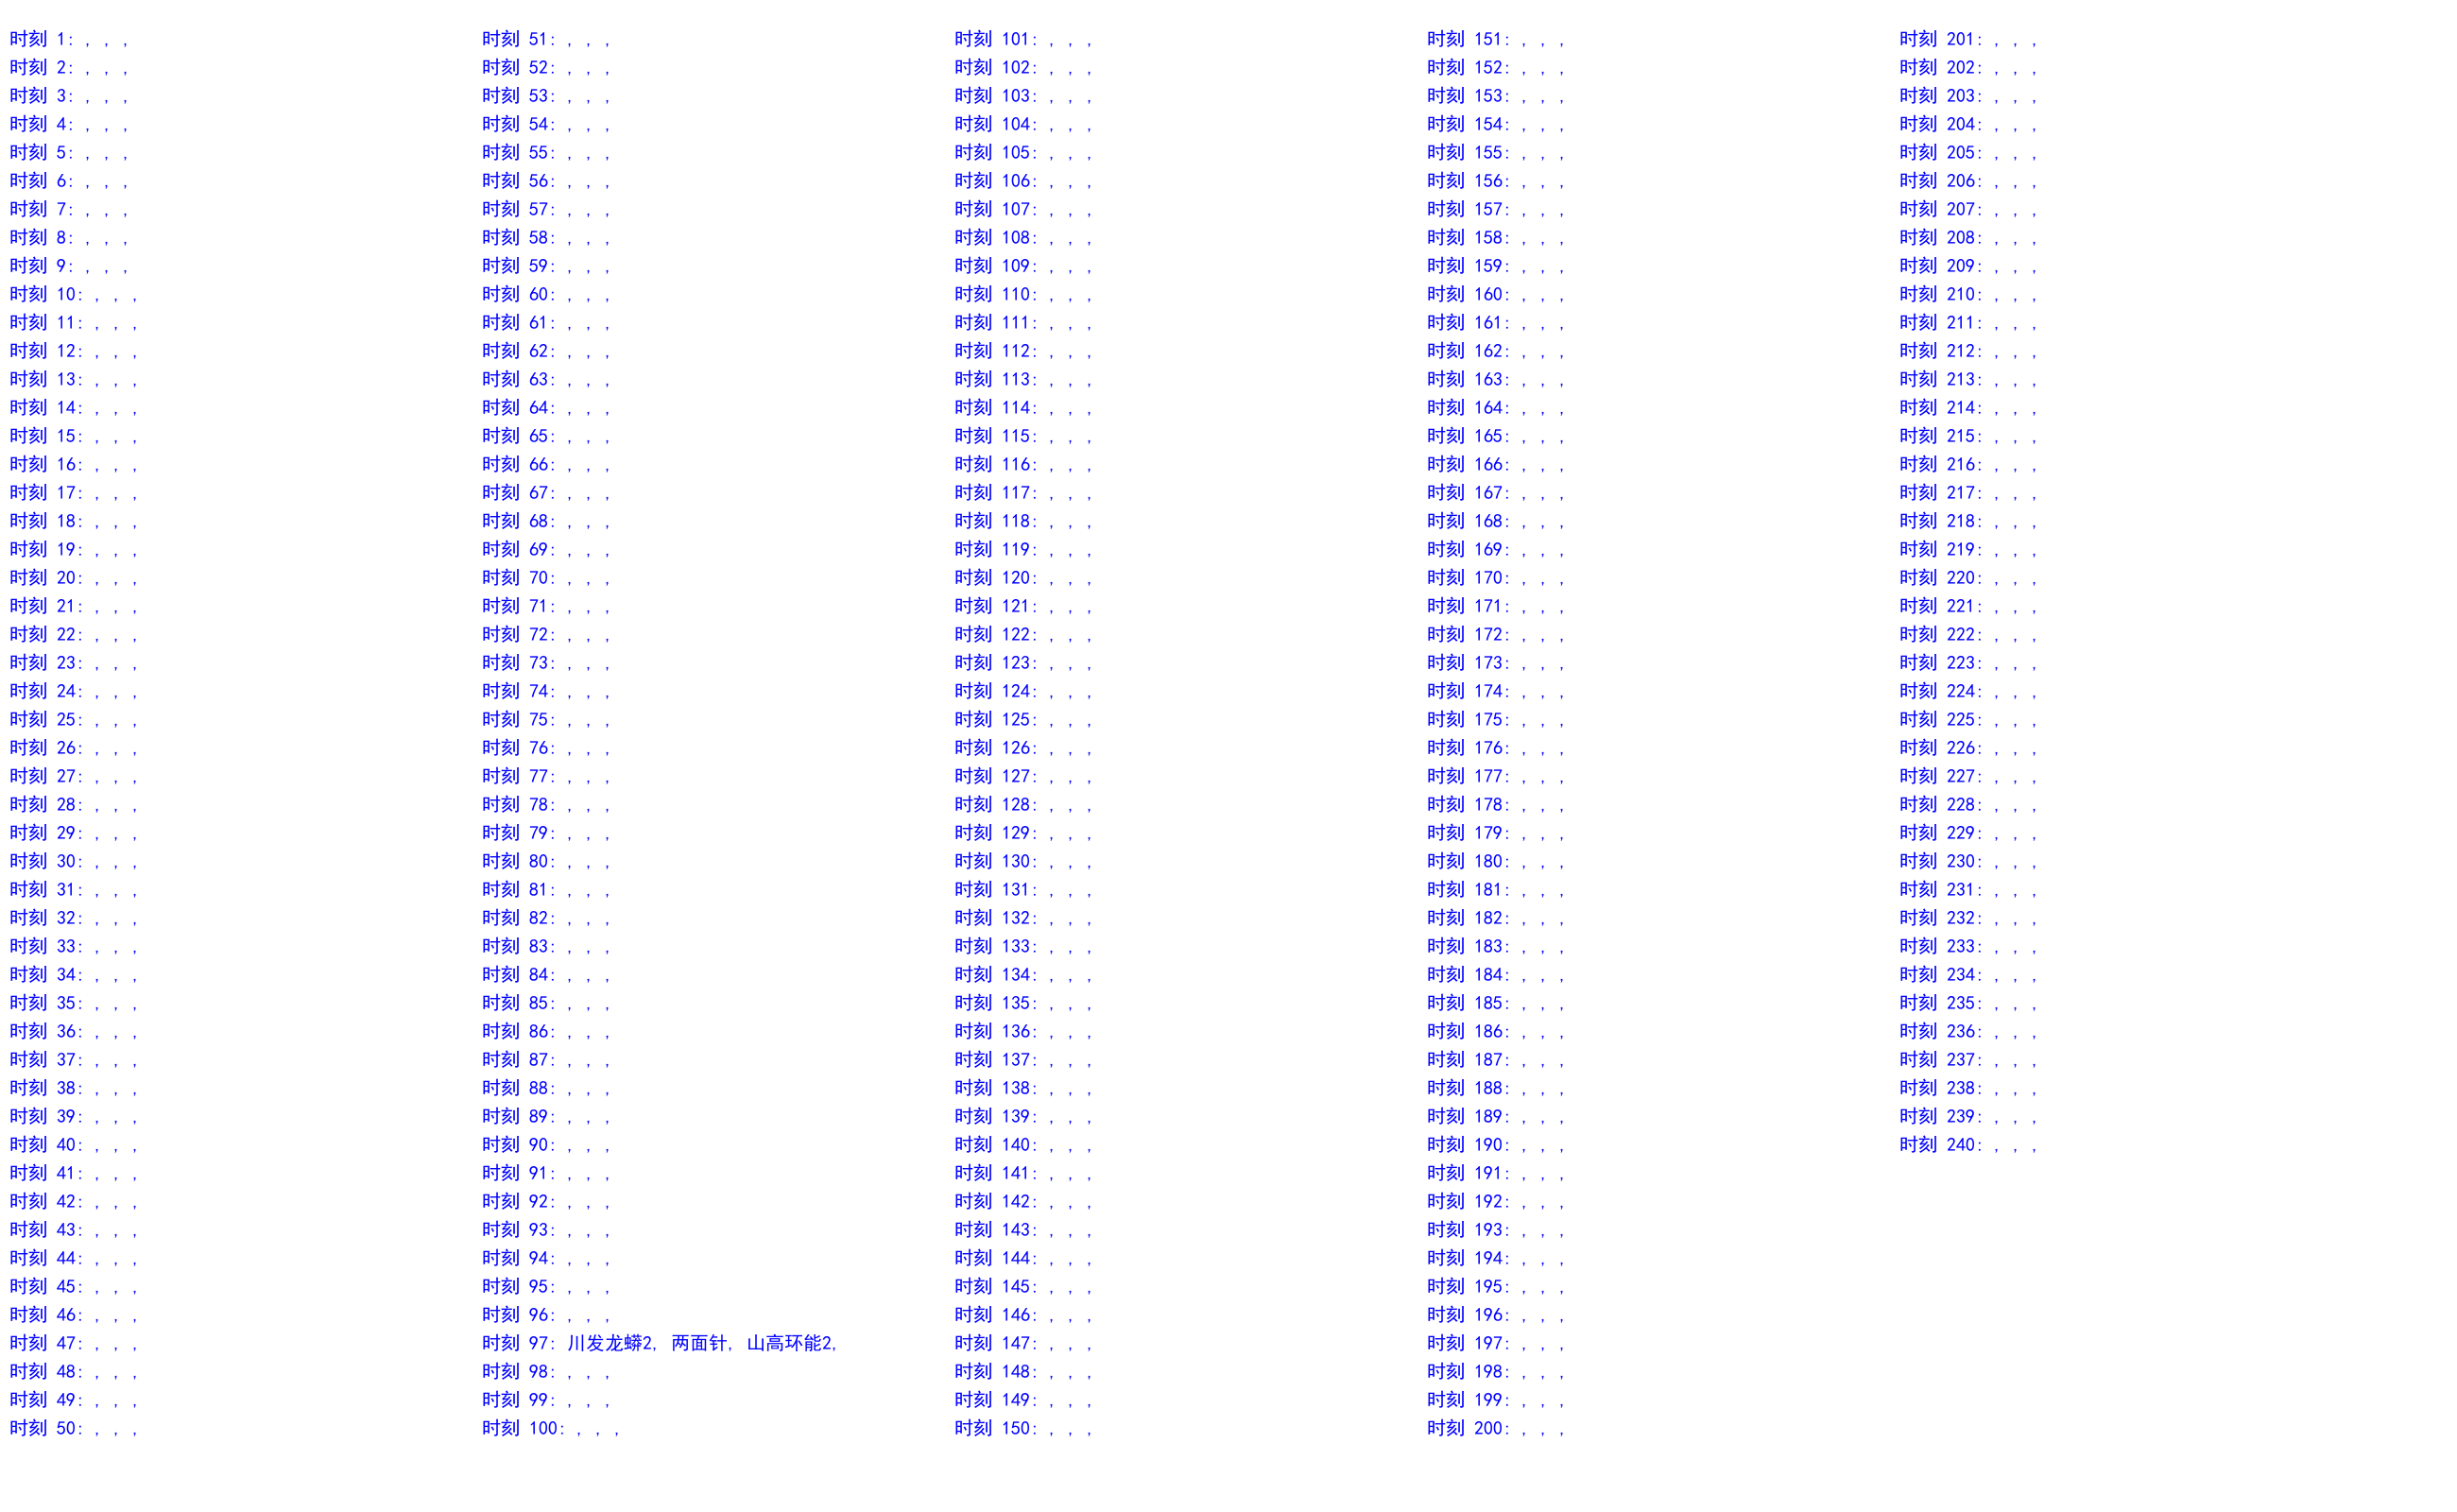 时刻 1: , , ,
时刻 2: , , ,
时刻 3: , , ,
时刻 4: , , ,
时刻 5: , , ,
时刻 6: , , ,
时刻 7: , , ,
时刻 8: , , ,
时刻 9: , , ,
时刻 10: , , ,
时刻 11: , , ,
时刻 12: , , ,
时刻 13: , , ,
时刻 14: , , ,
时刻 15: , , ,
时刻 16: , , ,
时刻 17: , , ,
时刻 18: , , ,
时刻 19: , , ,
时刻 20: , , ,
时刻 21: , , ,
时刻 22: , , ,
时刻 23: , , ,
时刻 24: , , ,
时刻 25: , , ,
时刻 26: , , ,
时刻 27: , , ,
时刻 28: , , ,
时刻 29: , , ,
时刻 30: , , ,
时刻 31: , , ,
时刻 32: , , ,
时刻 33: , , ,
时刻 34: , , ,
时刻 35: , , ,
时刻 36: , , ,
时刻 37: , , ,
时刻 38: , , ,
时刻 39: , , ,
时刻 40: , , ,
时刻 41: , , ,
时刻 42: , , ,
时刻 43: , , ,
时刻 44: , , ,
时刻 45: , , ,
时刻 46: , , ,
时刻 47: , , ,
时刻 48: , , ,
时刻 49: , , ,
时刻 50: , , ,
时刻 51: , , ,
时刻 52: , , ,
时刻 53: , , ,
时刻 54: , , ,
时刻 55: , , ,
时刻 56: , , ,
时刻 57: , , ,
时刻 58: , , ,
时刻 59: , , ,
时刻 60: , , ,
时刻 61: , , ,
时刻 62: , , ,
时刻 63: , , ,
时刻 64: , , ,
时刻 65: , , ,
时刻 66: , , ,
时刻 67: , , ,
时刻 68: , , ,
时刻 69: , , ,
时刻 70: , , ,
时刻 71: , , ,
时刻 72: , , ,
时刻 73: , , ,
时刻 74: , , ,
时刻 75: , , ,
时刻 76: , , ,
时刻 77: , , ,
时刻 78: , , ,
时刻 79: , , ,
时刻 80: , , ,
时刻 81: , , ,
时刻 82: , , ,
时刻 83: , , ,
时刻 84: , , ,
时刻 85: , , ,
时刻 86: , , ,
时刻 87: , , ,
时刻 88: , , ,
时刻 89: , , ,
时刻 90: , , ,
时刻 91: , , ,
时刻 92: , , ,
时刻 93: , , ,
时刻 94: , , ,
时刻 95: , , ,
时刻 96: , , ,
时刻 97: 川发龙蟒2, 两面针, 山高环能2,
时刻 98: , , ,
时刻 99: , , ,
时刻 100: , , ,
时刻 101: , , ,
时刻 102: , , ,
时刻 103: , , ,
时刻 104: , , ,
时刻 105: , , ,
时刻 106: , , ,
时刻 107: , , ,
时刻 108: , , ,
时刻 109: , , ,
时刻 110: , , ,
时刻 111: , , ,
时刻 112: , , ,
时刻 113: , , ,
时刻 114: , , ,
时刻 115: , , ,
时刻 116: , , ,
时刻 117: , , ,
时刻 118: , , ,
时刻 119: , , ,
时刻 120: , , ,
时刻 121: , , ,
时刻 122: , , ,
时刻 123: , , ,
时刻 124: , , ,
时刻 125: , , ,
时刻 126: , , ,
时刻 127: , , ,
时刻 128: , , ,
时刻 129: , , ,
时刻 130: , , ,
时刻 131: , , ,
时刻 132: , , ,
时刻 133: , , ,
时刻 134: , , ,
时刻 135: , , ,
时刻 136: , , ,
时刻 137: , , ,
时刻 138: , , ,
时刻 139: , , ,
时刻 140: , , ,
时刻 141: , , ,
时刻 142: , , ,
时刻 143: , , ,
时刻 144: , , ,
时刻 145: , , ,
时刻 146: , , ,
时刻 147: , , ,
时刻 148: , , ,
时刻 149: , , ,
时刻 150: , , ,
时刻 151: , , ,
时刻 152: , , ,
时刻 153: , , ,
时刻 154: , , ,
时刻 155: , , ,
时刻 156: , , ,
时刻 157: , , ,
时刻 158: , , ,
时刻 159: , , ,
时刻 160: , , ,
时刻 161: , , ,
时刻 162: , , ,
时刻 163: , , ,
时刻 164: , , ,
时刻 165: , , ,
时刻 166: , , ,
时刻 167: , , ,
时刻 168: , , ,
时刻 169: , , ,
时刻 170: , , ,
时刻 171: , , ,
时刻 172: , , ,
时刻 173: , , ,
时刻 174: , , ,
时刻 175: , , ,
时刻 176: , , ,
时刻 177: , , ,
时刻 178: , , ,
时刻 179: , , ,
时刻 180: , , ,
时刻 181: , , ,
时刻 182: , , ,
时刻 183: , , ,
时刻 184: , , ,
时刻 185: , , ,
时刻 186: , , ,
时刻 187: , , ,
时刻 188: , , ,
时刻 189: , , ,
时刻 190: , , ,
时刻 191: , , ,
时刻 192: , , ,
时刻 193: , , ,
时刻 194: , , ,
时刻 195: , , ,
时刻 196: , , ,
时刻 197: , , ,
时刻 198: , , ,
时刻 199: , , ,
时刻 200: , , ,
时刻 201: , , ,
时刻 202: , , ,
时刻 203: , , ,
时刻 204: , , ,
时刻 205: , , ,
时刻 206: , , ,
时刻 207: , , ,
时刻 208: , , ,
时刻 209: , , ,
时刻 210: , , ,
时刻 211: , , ,
时刻 212: , , ,
时刻 213: , , ,
时刻 214: , , ,
时刻 215: , , ,
时刻 216: , , ,
时刻 217: , , ,
时刻 218: , , ,
时刻 219: , , ,
时刻 220: , , ,
时刻 221: , , ,
时刻 222: , , ,
时刻 223: , , ,
时刻 224: , , ,
时刻 225: , , ,
时刻 226: , , ,
时刻 227: , , ,
时刻 228: , , ,
时刻 229: , , ,
时刻 230: , , ,
时刻 231: , , ,
时刻 232: , , ,
时刻 233: , , ,
时刻 234: , , ,
时刻 235: , , ,
时刻 236: , , ,
时刻 237: , , ,
时刻 238: , , ,
时刻 239: , , ,
时刻 240: , , ,